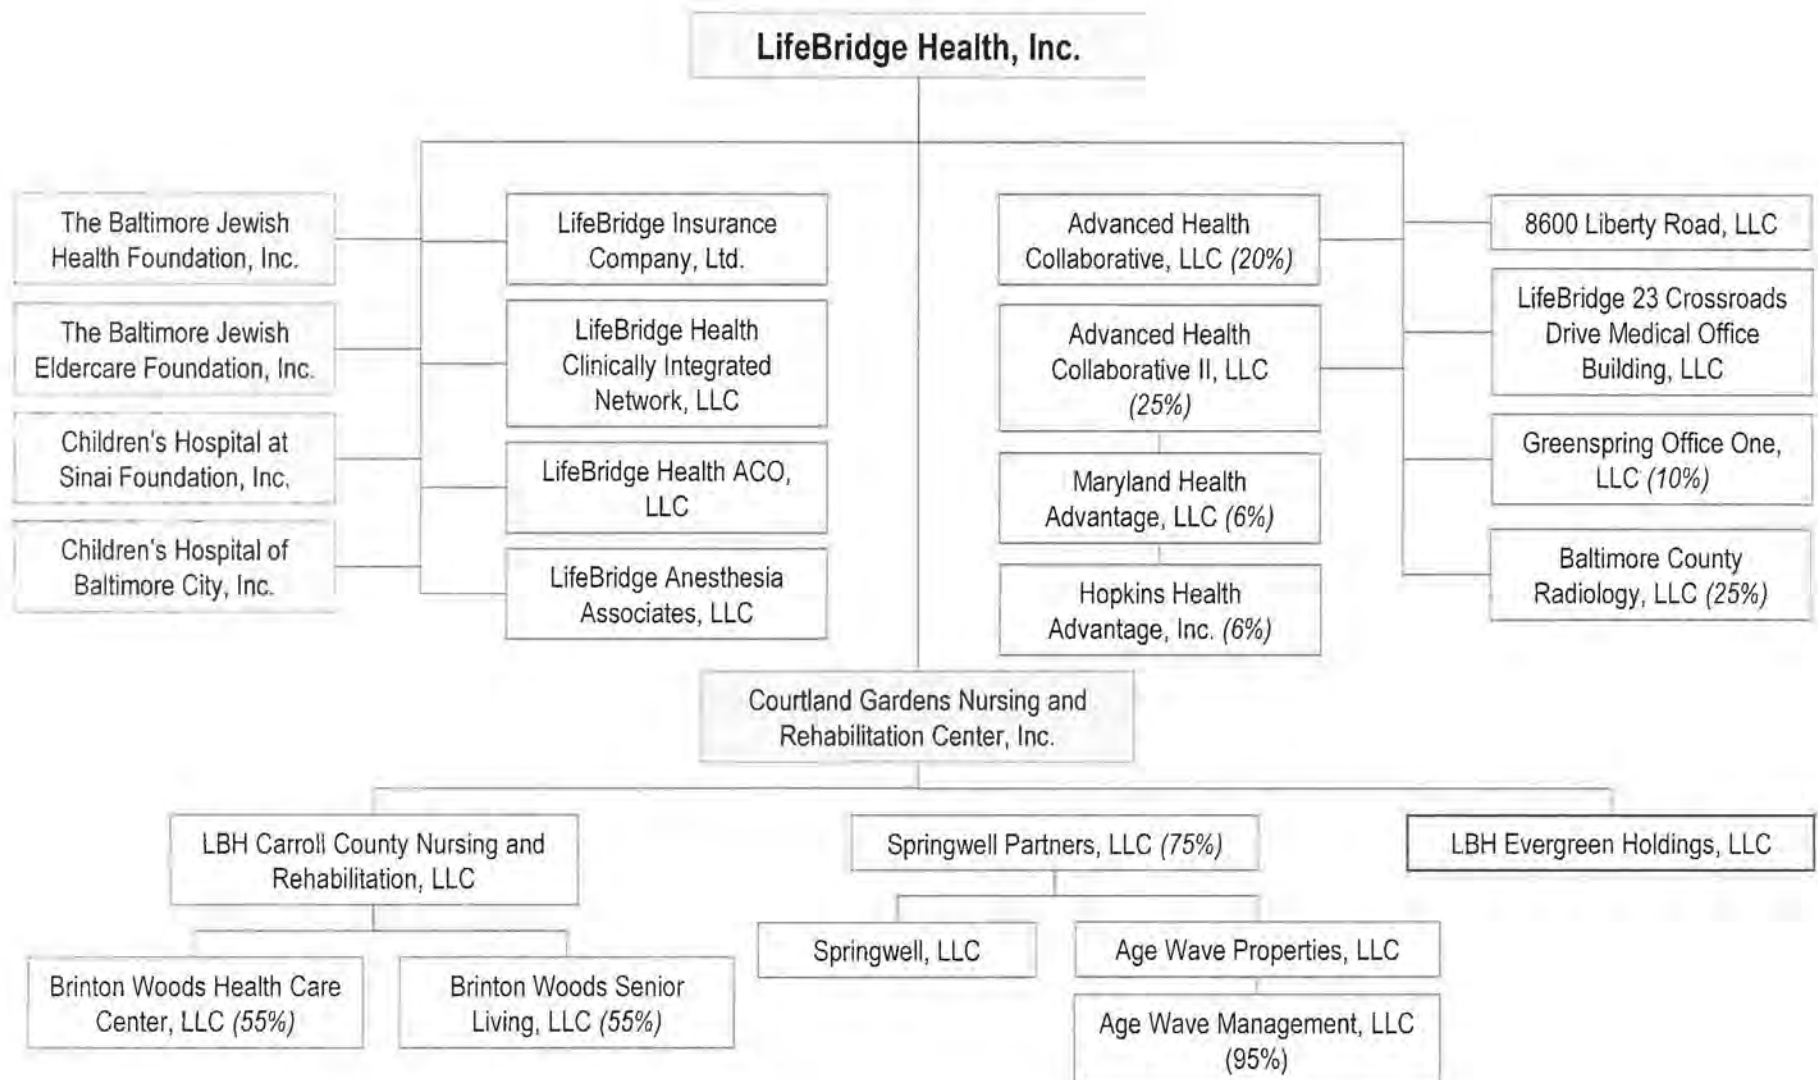 LifeBridge Health, Inc.
The Baltimore Jewish
Health Foundation, Inc.
The Baltimore Jewish
Eldercare Foundation, Inc.
Children's Hospital at
Sinai Foundation, Inc.
Children's Hospital of
Baltimore City, Inc.
LifeBridge Insurance
Company, Ltd.
LifeBridge Health
Clinically Integrated
Network, LLC
LifeBridge Health ACO,
LLC
LifeBridge Anesthesia
Associates, LLC
Advanced Health
Collaborative, LLC (20%)
Advanced Health
Collaborative II, LLC
(25%)
Maryland Health
Advantage, LLC (6%)
Hopkins Health
Advantage, Inc. (6%)
8600 Liberty Road, LLC
LifeBridge 23 Crossroads
Drive Medical Office
Building, LLC
Greenspring Office One,
LLC (10%)
Baltimore County
Radiology, LLC (25%)
Courtland Gardens Nursing and
Rehabilitation Center, Inc.
LBH Carroll County Nursing and
Rehabilitation, LLC
Brinton Woods Health Care
Center, LLC (55%)
Brinton Woods Senior
Living, LLC (55%)
Springwell Partners, LLC (75%)
Springwell, LLC
Age Wave Properties, LLC
Age Wave Management, LLC
(95%)
LBH Evergreen Holdings, LLC